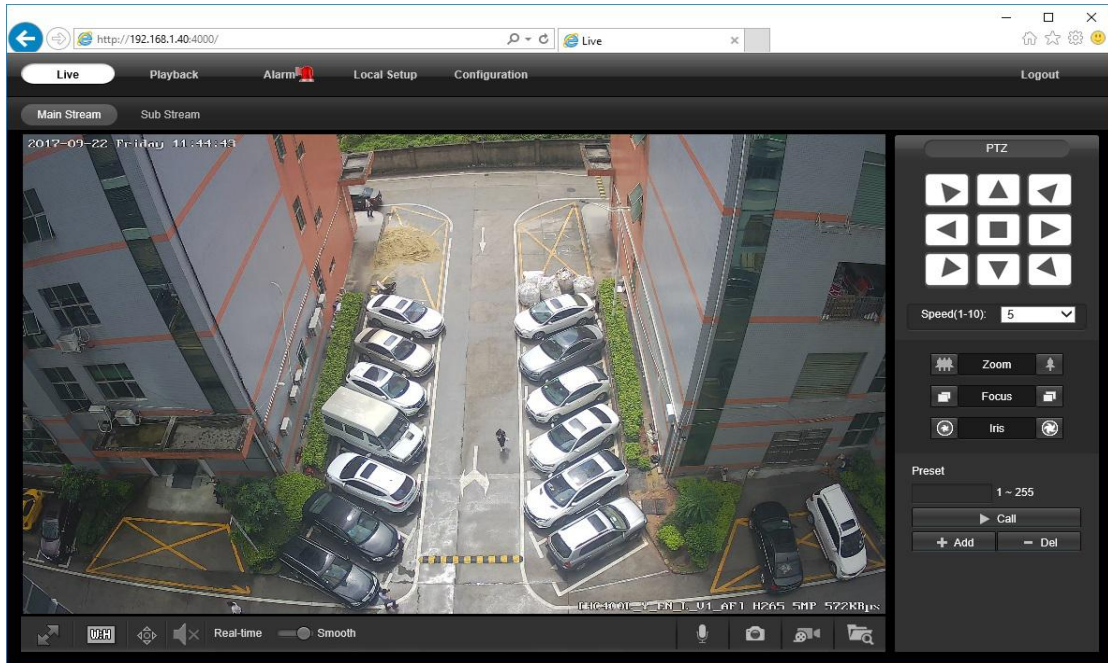 http://192.168.1.40:4000/
Live
Live Playback Alarm Local Setup Configuration Logout
Main Stream Sub Stream
2017-09-22 Friday 11:44:43
PTZ
Speed(1-10): 5
Zoom
Focus
Iris
Preset
1 ~ 255
Call
Add Del
H265 5MP 572KBps
W:H Real-time Smooth